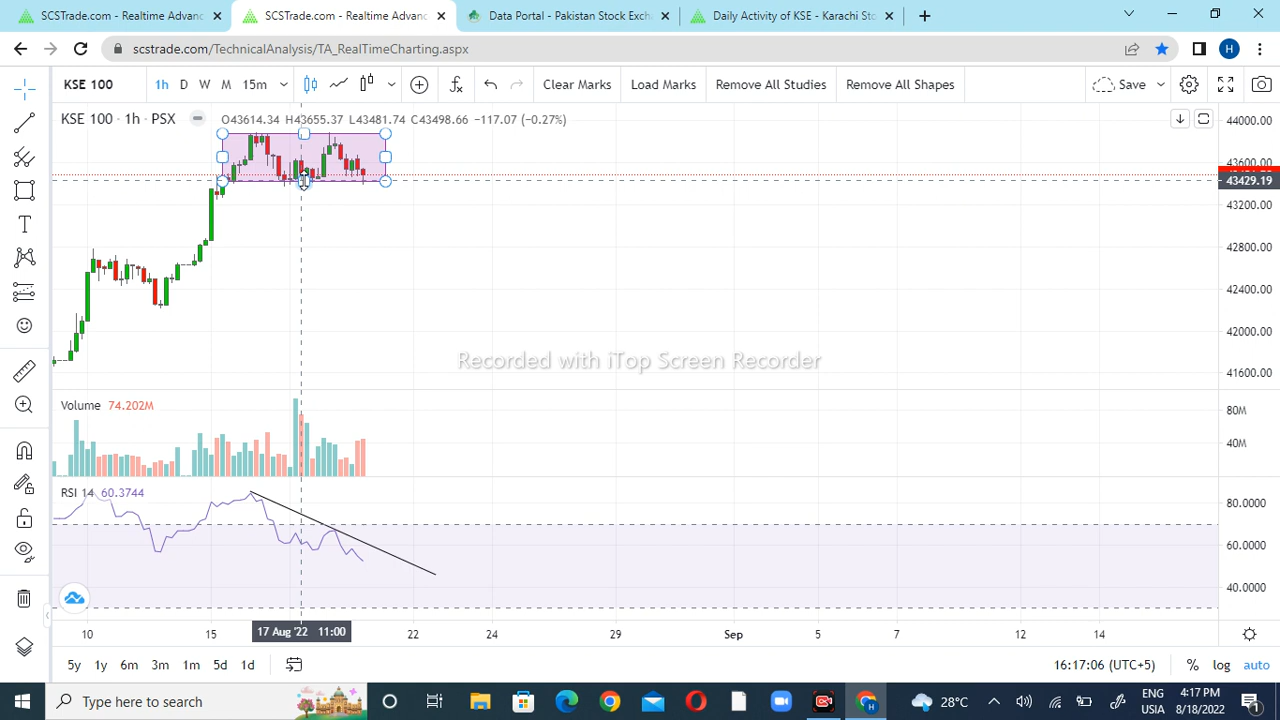 SCSTrade.com - Realtime Advanc
SCSTrade.com - Realtime Advanc
Data Portal - Pakistan Stock Exch
Daily Activity of KSE - Karachi Sto
scstrade.com/TechnicalAnalysis/TA_RealTimeCharting.aspx
H
KSE 100
1h
D
W
M
15m
Clear Marks
Load Marks
Remove All Studies
Remove All Shapes
Save
KSE 100 · 1h · PSX
O43614.34 H43655.37 L43481.74 C43498.66 −117.07 (−0.27%)
44000.00
43600.00
43429.19
43200.00
42800.00
42400.00
42000.00
41600.00
Recorded with iTop Screen Recorder
Volume 74.202M
80M
40M
RSI 14 60.3744
80.0000
60.0000
40.0000
10
15
17 Aug '22 11:00
22
24
29
Sep
5
7
12
14
5y
1y
6m
3m
1m
5d
1d
16:17:06 (UTC+5)
%
log
auto
Type here to search
28°C
ENG
USIA
4:17 PM
8/18/2022
1